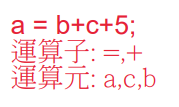 a = b+c+5;
運算子: =,+
運算元: a,c,b